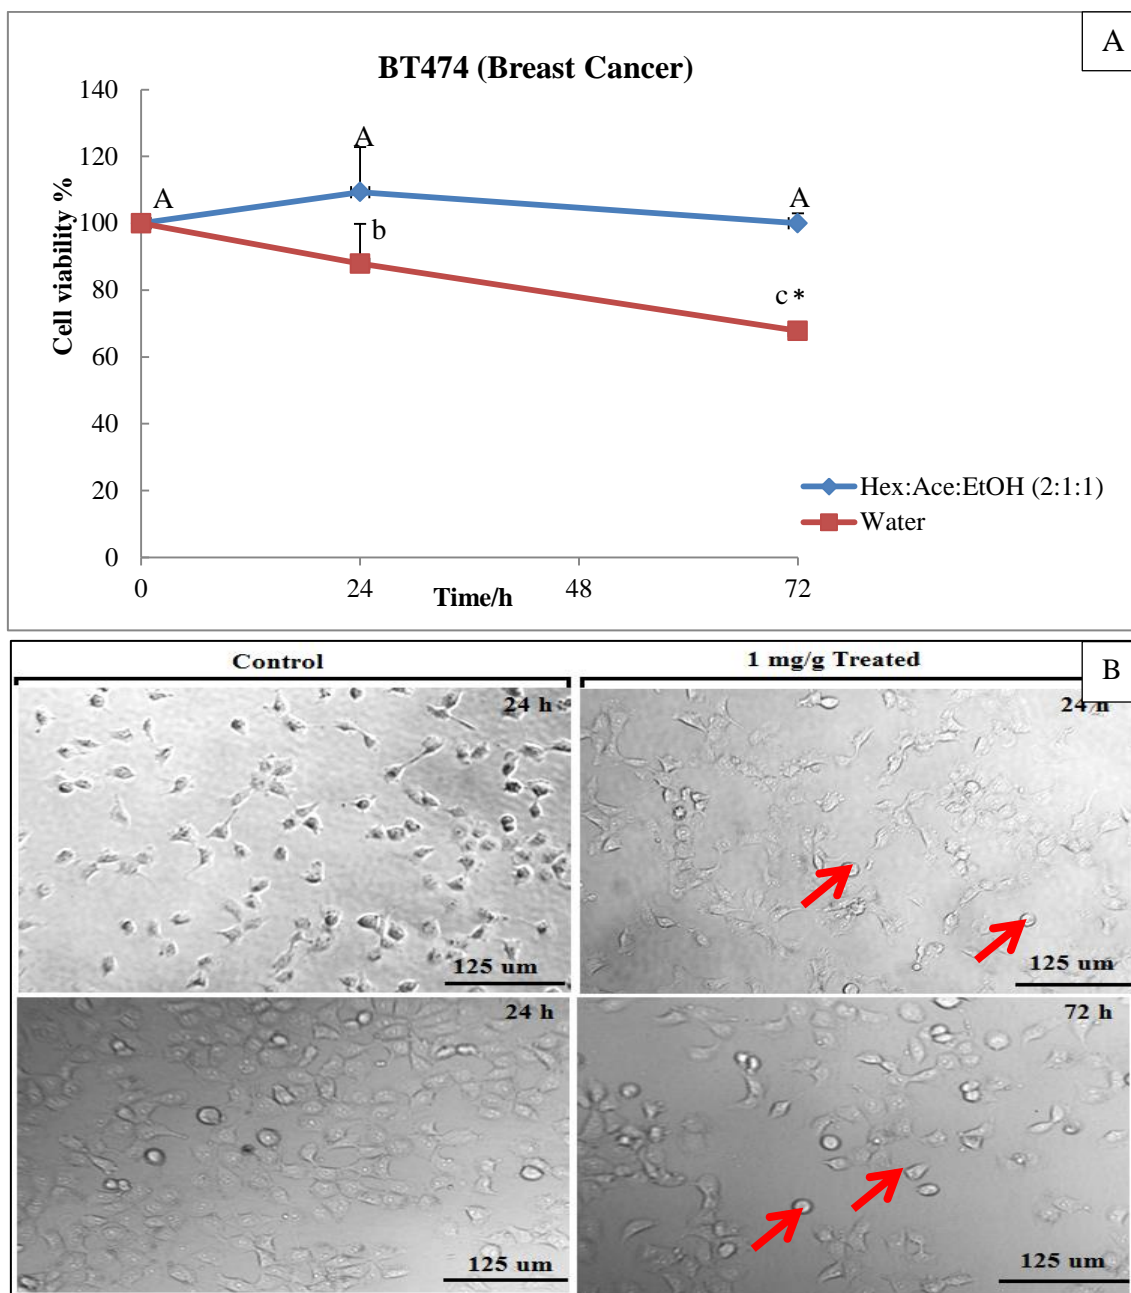 A
BT474 (Breast Cancer)
140
120
100
80
60
40
20
0
Cell viability %
A
A
A
b
c *
Hex:Ace:EtOH (2:1:1)
Water
0
24
48
72
Time/h
B
Control
1 mg/g Treated
24 h
24 h
125 um
125 um
24 h
72 h
125 um
125 um